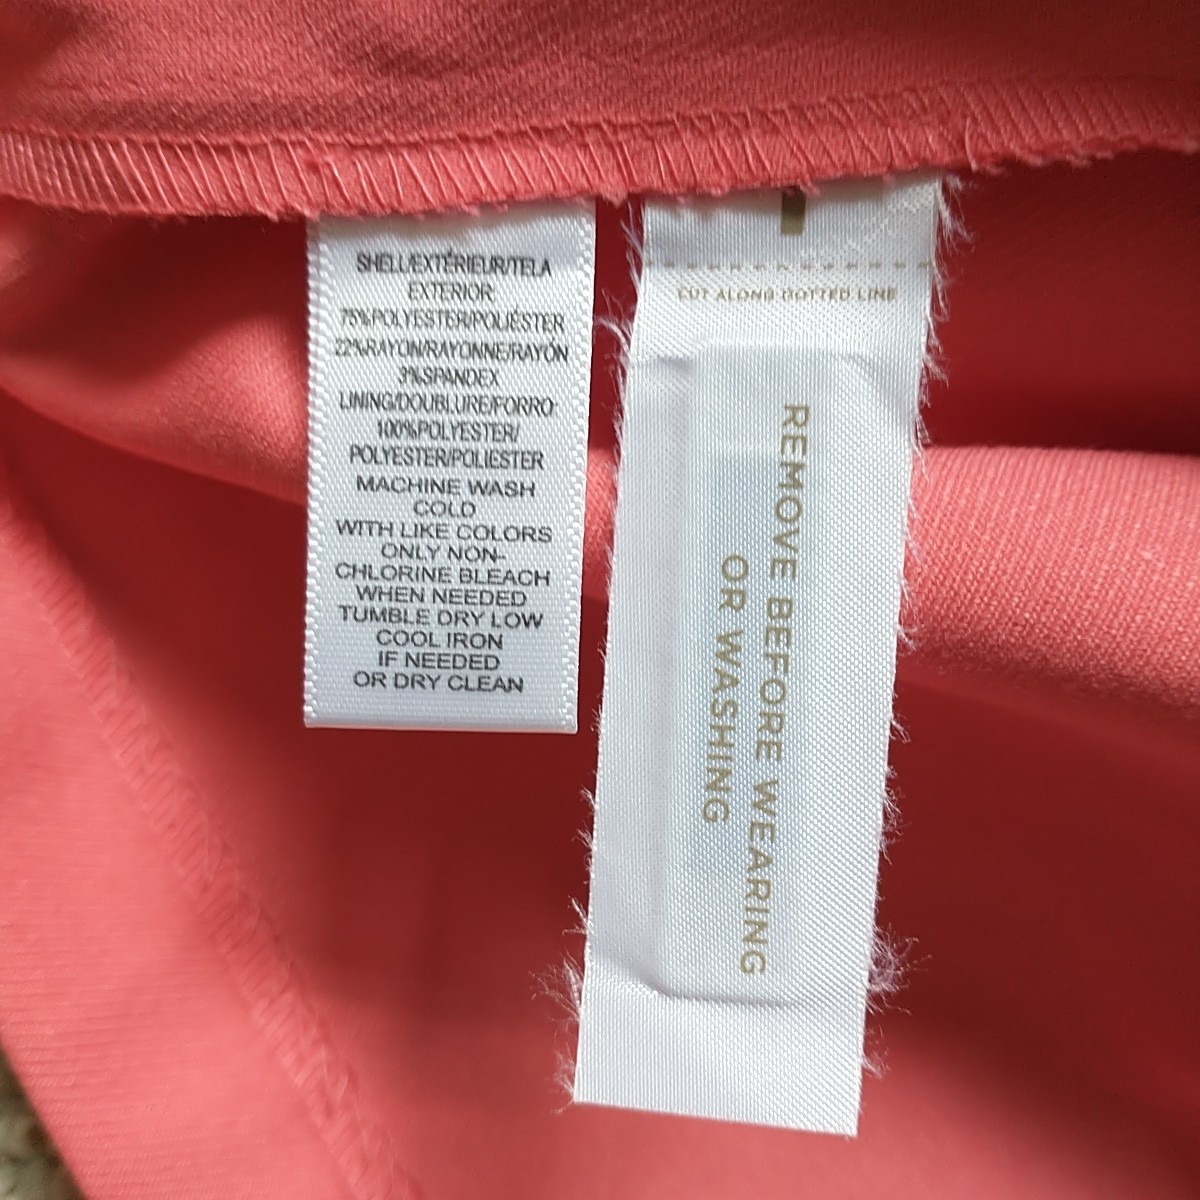 SHELL/EXTÉRIEUR/TELA
EXTERIOR
75%POLYESTER/POLIÉSTER
22%RAYON/RAYONNE/RAYÓN
3%SPANDEX
LINING/DOUBLURE/FORRO:
100%POLYESTER/
POLYESTER/POLIESTER
MACHINE WASH
COLD
WITH LIKE COLORS
ONLY NON-
CHLORINE BLEACH
WHEN NEEDED
TUMBLE DRY LOW
COOL IRON
IF NEEDED
OR DRY CLEAN
CUT ALONG DOTTED LINE
REMOVE BEFORE WEARING
OR WASHING